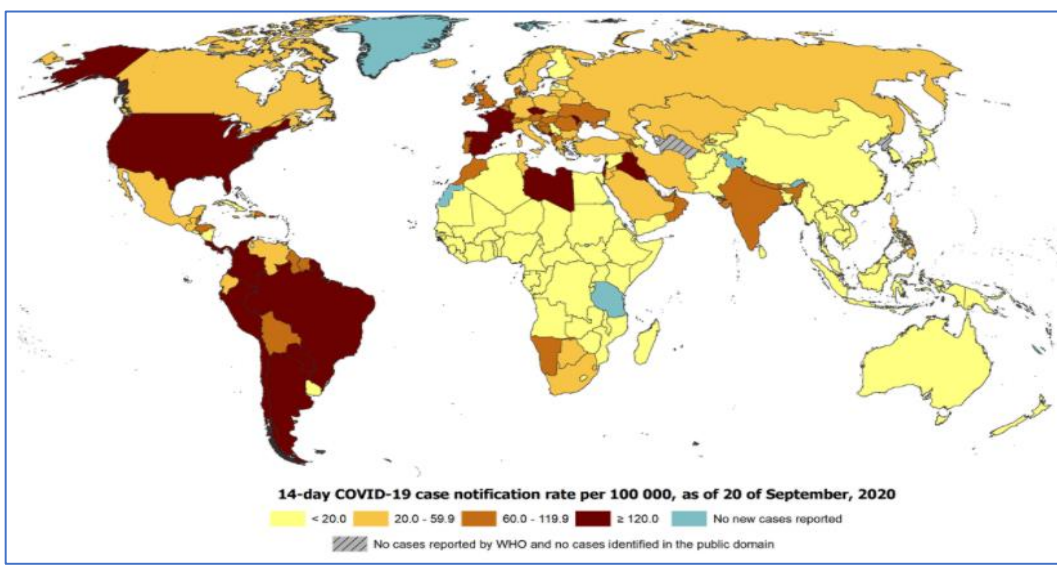 14-day COVID-19 case notification rate per 100 000, as of 20 of September, 2020
< 20.0 20.0 - 59.9 60.0 - 119.9 ≥ 120.0 No new cases reported
No cases reported by WHO and no cases identified in the public domain